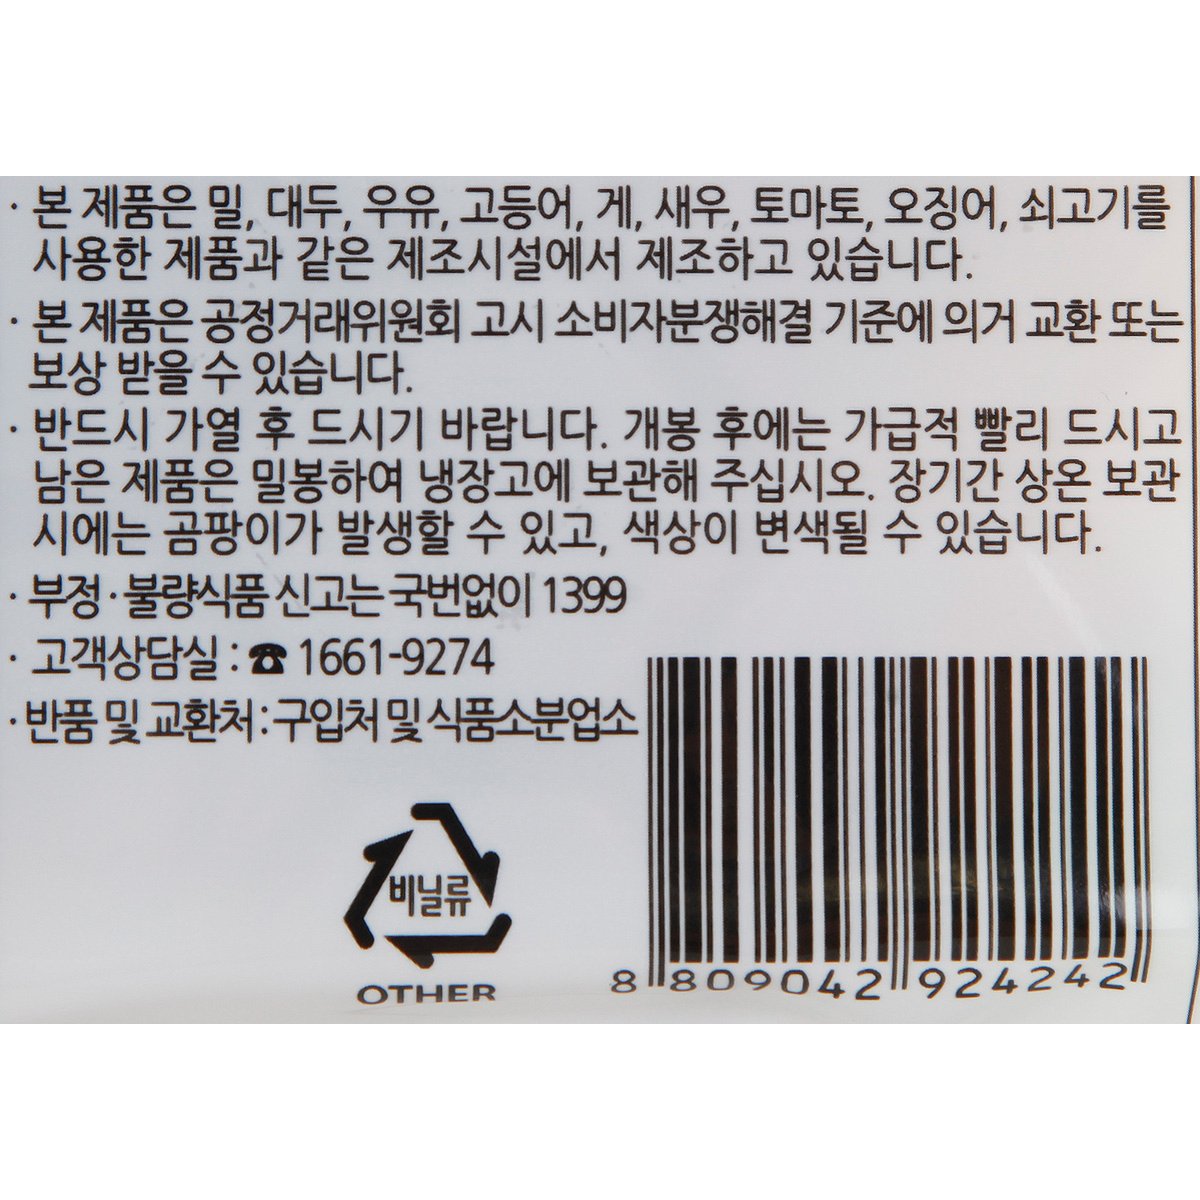 · 본 제품은 밀, 대두, 우유, 고등어, 게, 새우, 토마토, 오징어, 쇠고기를
사용한 제품과 같은 제조시설에서 제조하고 있습니다.
· 본 제품은 공정거래위원회 고시 소비자분쟁해결 기준에 의거 교환 또는
보상 받을 수 있습니다.
· 반드시 가열 후 드시기 바랍니다. 개봉 후에는 가급적 빨리 드시고
남은 제품은 밀봉하여 냉장고에 보관해 주십시오. 장기간 상온 보관
시에는 곰팡이가 발생할 수 있고, 색상이 변색될 수 있습니다.
· 부정·불량식품 신고는 국번없이 1399
· 고객상담실 : ☎ 1661-9274
· 반품 및 교환처 : 구입처 및 식품소분업소
비닐류
OTHER
8 809042 924242